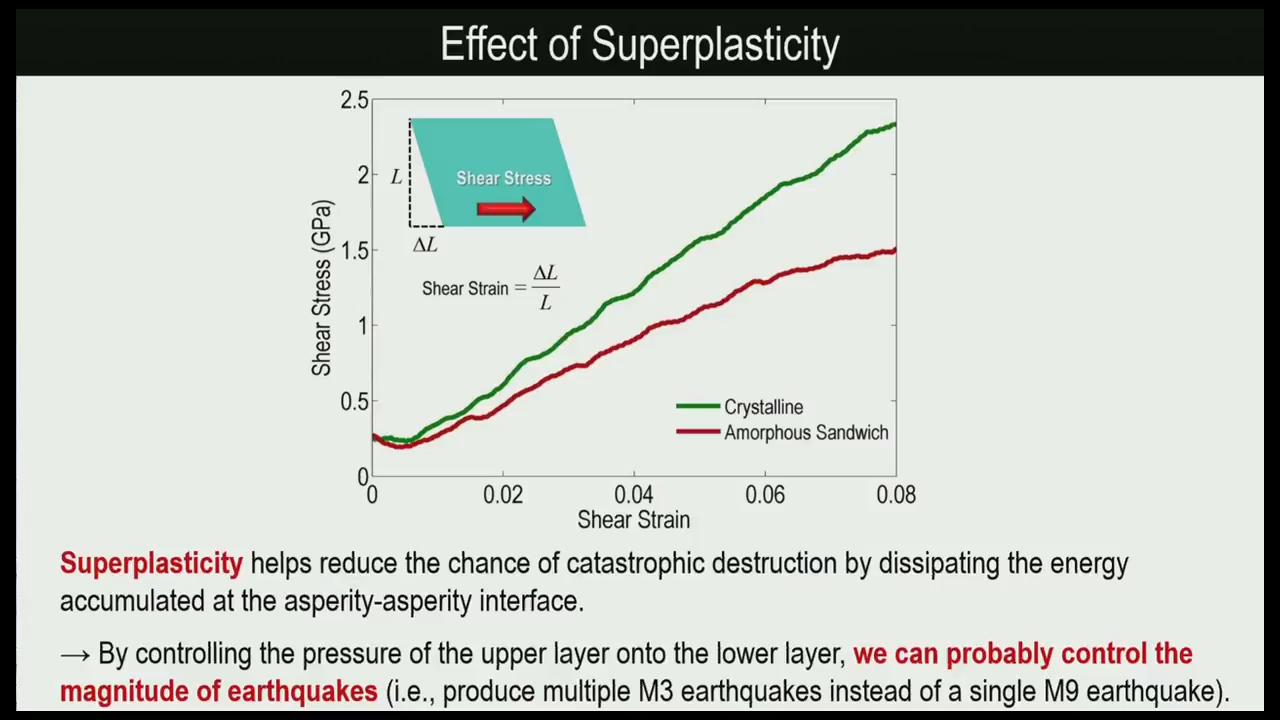 Effect of Superplasticity
2.5
2
1.5
1
0.5
0
Shear Stress (GPa)
L
Shear Stress
ΔL
Shear Strain = ΔL/L
Crystalline
Amorphous Sandwich
0 0.02 0.04 0.06 0.08
Shear Strain
Superplasticity helps reduce the chance of catastrophic destruction by dissipating the energy
accumulated at the asperity-asperity interface.
→ By controlling the pressure of the upper layer onto the lower layer, we can probably control the
magnitude of earthquakes (i.e., produce multiple M3 earthquakes instead of a single M9 earthquake).